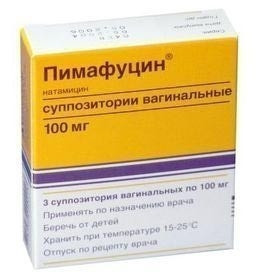 Пимафуцин®
натамицин
суппозитории вагинальные
100 мг
3 суппозитория вагинальных по 100 мг
Применять по назначению врача
Беречь от детей
Хранить при температуре 15-25°C
Отпуск по рецепту врача